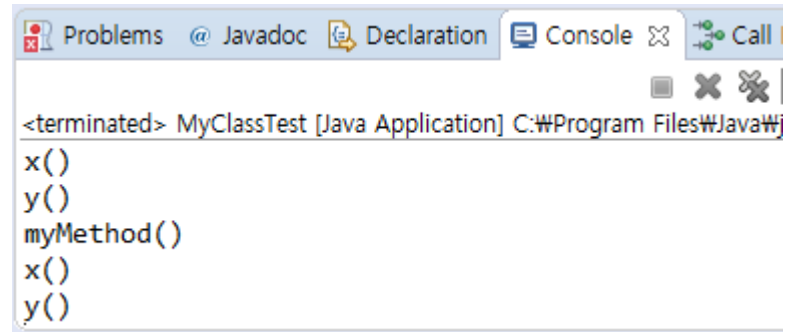 Problems @ Javadoc Declaration Console Call
<terminated> MyClassTest [Java Application] C:₩Program Files₩Java₩j
x()
y()
myMethod()
x()
y()